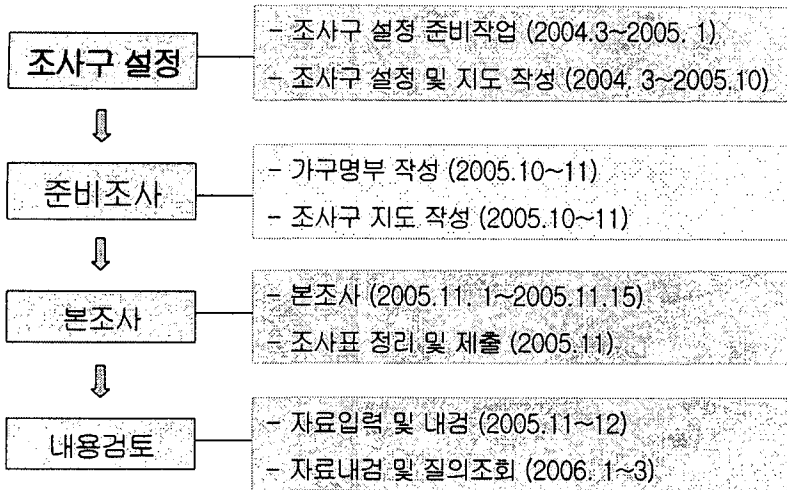 조사구 설정
- 조사구 설정 준비작업 (2004.3~2005. 1)
- 조사구 설정 및 지도 작성 (2004. 3~2005.10)
준비조사
- 가구명부 작성 (2005.10~11)
- 조사구 지도 작성 (2005.10~11)
본조사
- 본조사 (2005.11. 1~2005.11.15)
- 조사표 정리 및 제출 (2005.11)
내용검토
- 자료입력 및 내검 (2005.11~12)
- 자료내검 및 질의조회 (2006. 1~3)